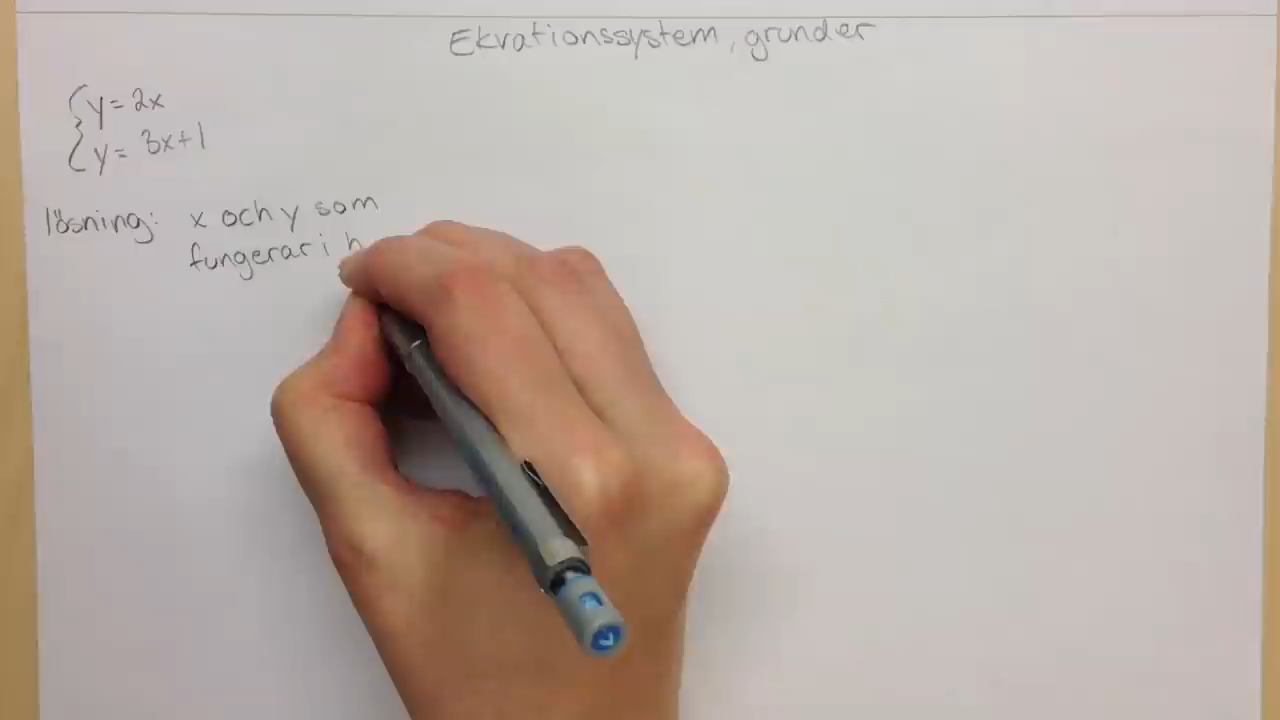 Ekvationssystem, grunder
y = 2x
y = 3x+1
lösning: x och y som
fungerar i b